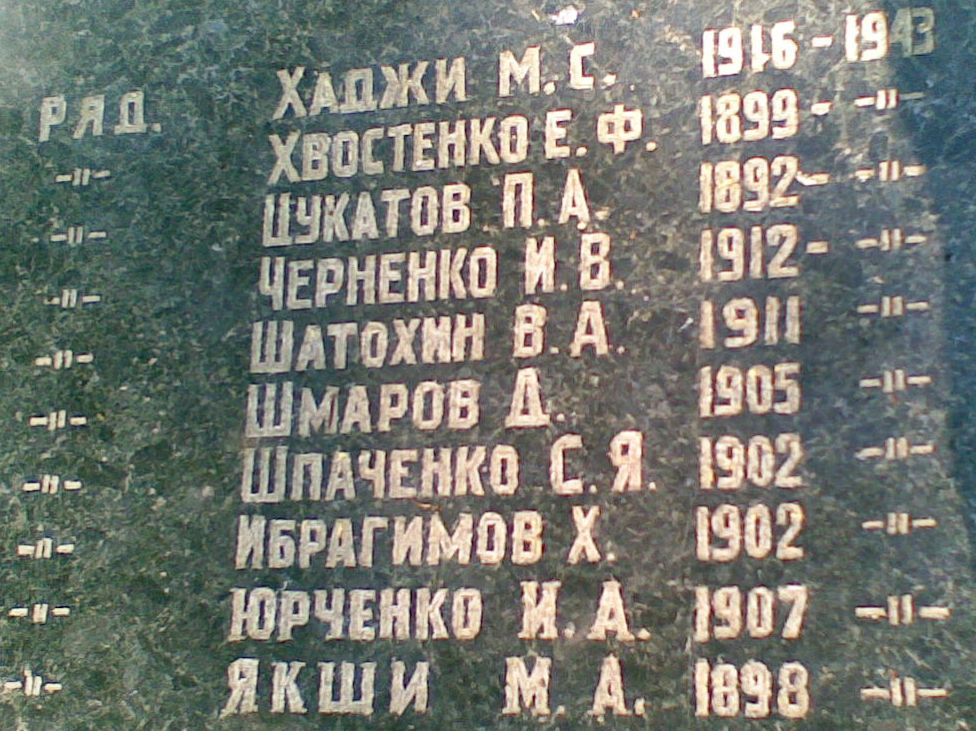 РЯД. ХАДЖИ М.С. 1916-1943
-"- ХВОСТЕНКО Е.Ф. 1899- -"-
-"- ЦУКАТОВ П.А. 1892- -"-
-"- ЧЕРНЕНКО И.В. 1912- -"-
-"- ШАТОХИН В.А. 1911 -"-
-"- ШМАРОВ Д. 1905 -"-
-"- ШПАЧЕНКО С.Я. 1902 -"-
-"- ИБРАГИМОВ Х. 1902 -"-
-"- ЮРЧЕНКО И.А. 1907 -"-
-"- ЯКШИ М.А. 1898 -"-